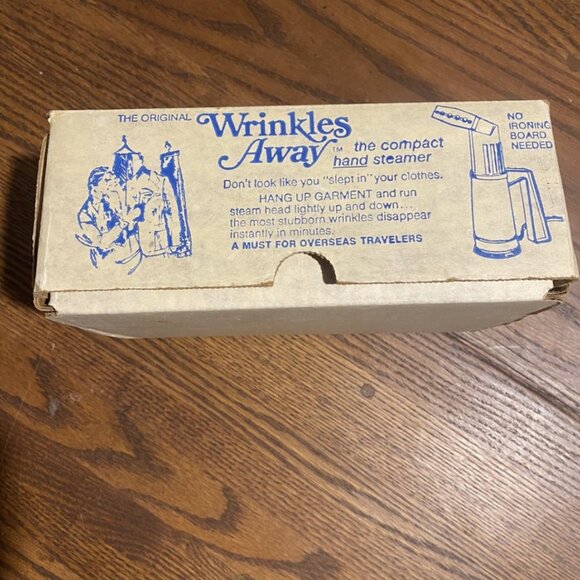 THE ORIGINAL
Wrinkles
Away™ the compact
hand steamer
Don't look like you "slept in" your clothes.
HANG UP GARMENT and run
steam head lightly up and down...
the most stubborn wrinkles disappear
instantly in minutes.
A MUST FOR OVERSEAS TRAVELERS
NO
IRONING
BOARD
NEEDED